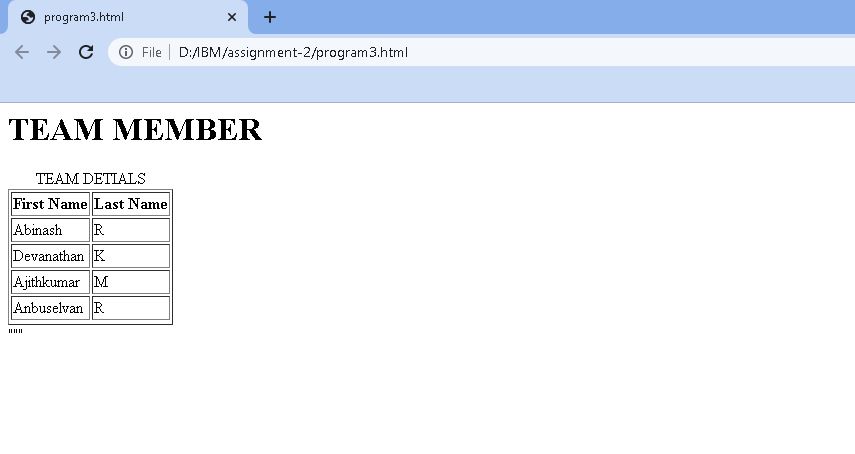 program3.html
File D:/IBM/assignment-2/program3.html
TEAM MEMBER
TEAM DETIALS
First Name Last Name
Abinash R
Devanathan K
Ajithkumar M
Anbuselvan R
"""